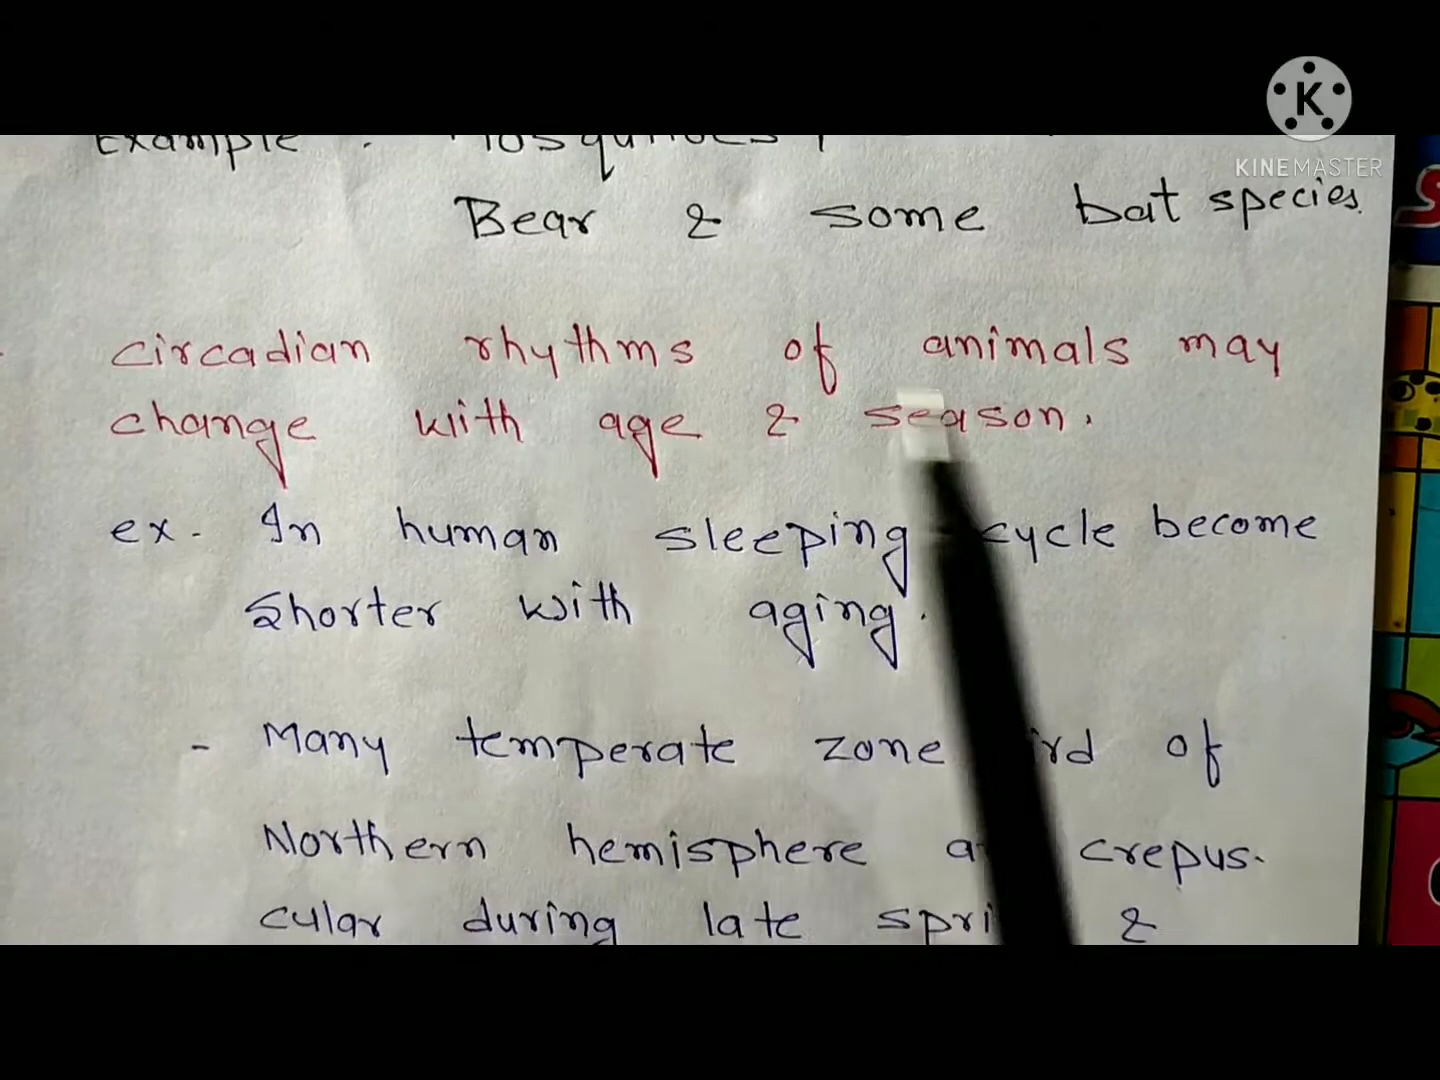 KINEMASTER
Example .
Bear & some bat species.
circadian rhythms of animals may
change with age & season.
ex. In human sleeping cycle become
shorter with aging.
- Many temperate zone of
Northern hemisphere crepus-
cular during late &